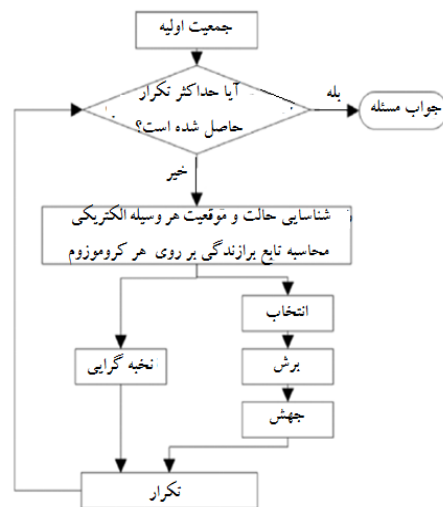 جمعیت اولیه
آیا حداکثر تکرار
حاصل شده است؟
بله
جواب مسئله
خیر
شناسایی حالت و موقعیت هر وسیله الکتریکی
محاسبه تابع برازندگی بر روی هر کروموزوم
انتخاب
نخبه گرایی
برش
جهش
تکرار